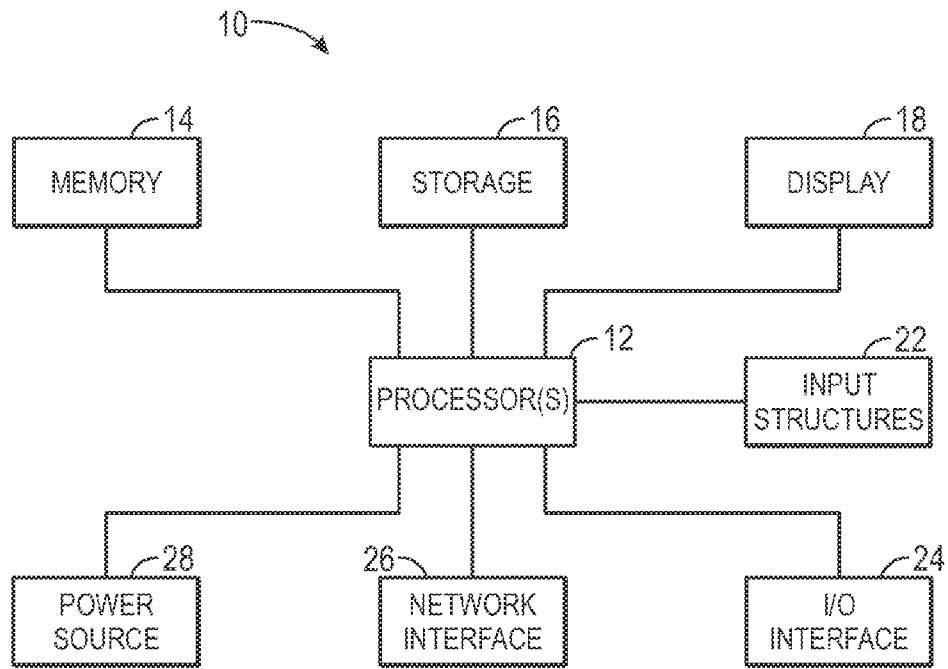 10
14
16
18
MEMORY
STORAGE
DISPLAY
12
22
PROCESSOR(S)
INPUT
STRUCTURES
28
26
24
POWER
SOURCE
NETWORK
INTERFACE
I/O
INTERFACE